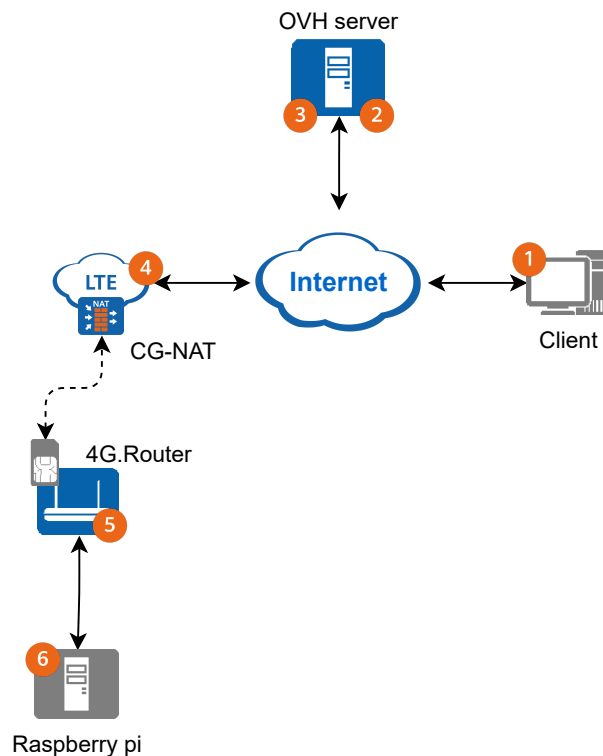 OVH server
3
2
Internet
1
Client
LTE
4
NAT
CG-NAT
4G.Router
5
6
Raspberry pi